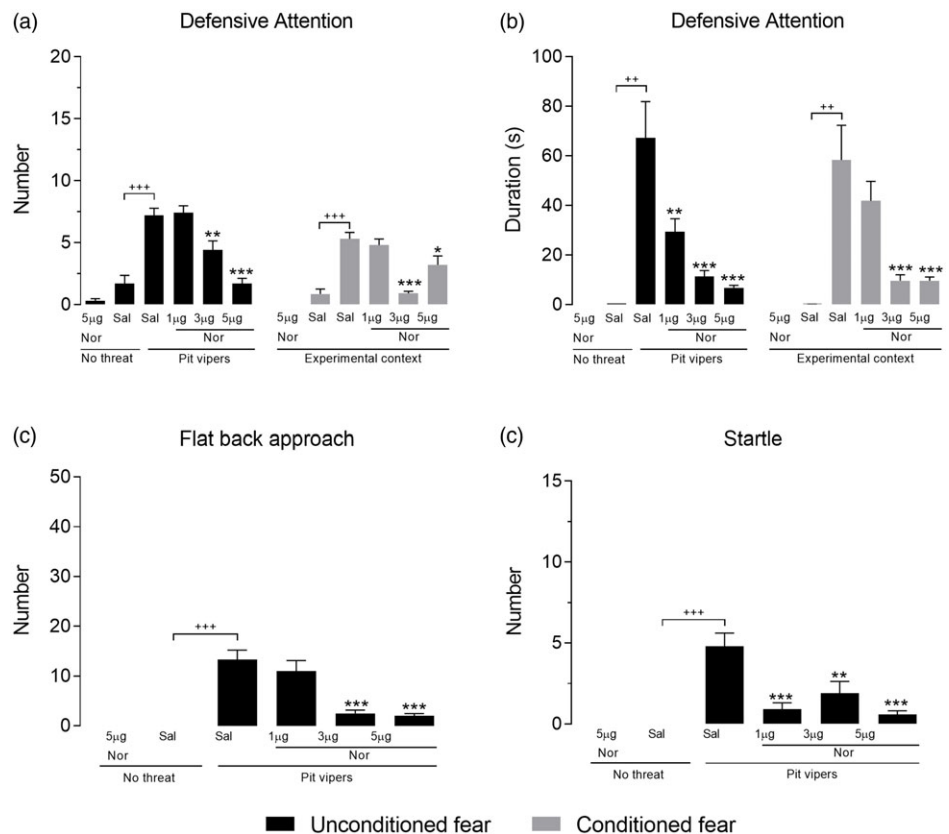 (a) Defensive Attention
Number
20
15
10
5
0
+++
**
***
+++
***
*
5µg Sal Sal 1µg 3µg 5µg Sal Sal 1µg 3µg 5µg
5µg
Nor Nor Nor Nor
No threat Pit vipers Experimental context
(b) Defensive Attention
Duration (s)
100
80
60
40
20
0
++
**
***
***
++
***
***
5µg Sal Sal 1µg 3µg 5µg 5µg Sal Sal 1µg 3µg 5µg
Nor Nor Nor Nor
No threat Pit vipers Experimental context
(c) Flat back approach
Number
50
40
30
20
10
0
+++
***
***
5µg Sal Sal 1µg 3µg 5µg
Nor Nor
No threat Pit vipers
(c) Startle
Number
15
10
5
0
+++
***
**
***
5µg Sal Sal 1µg 3µg 5µg
Nor Nor
No threat Pit vipers
Unconditioned fear Conditioned fear